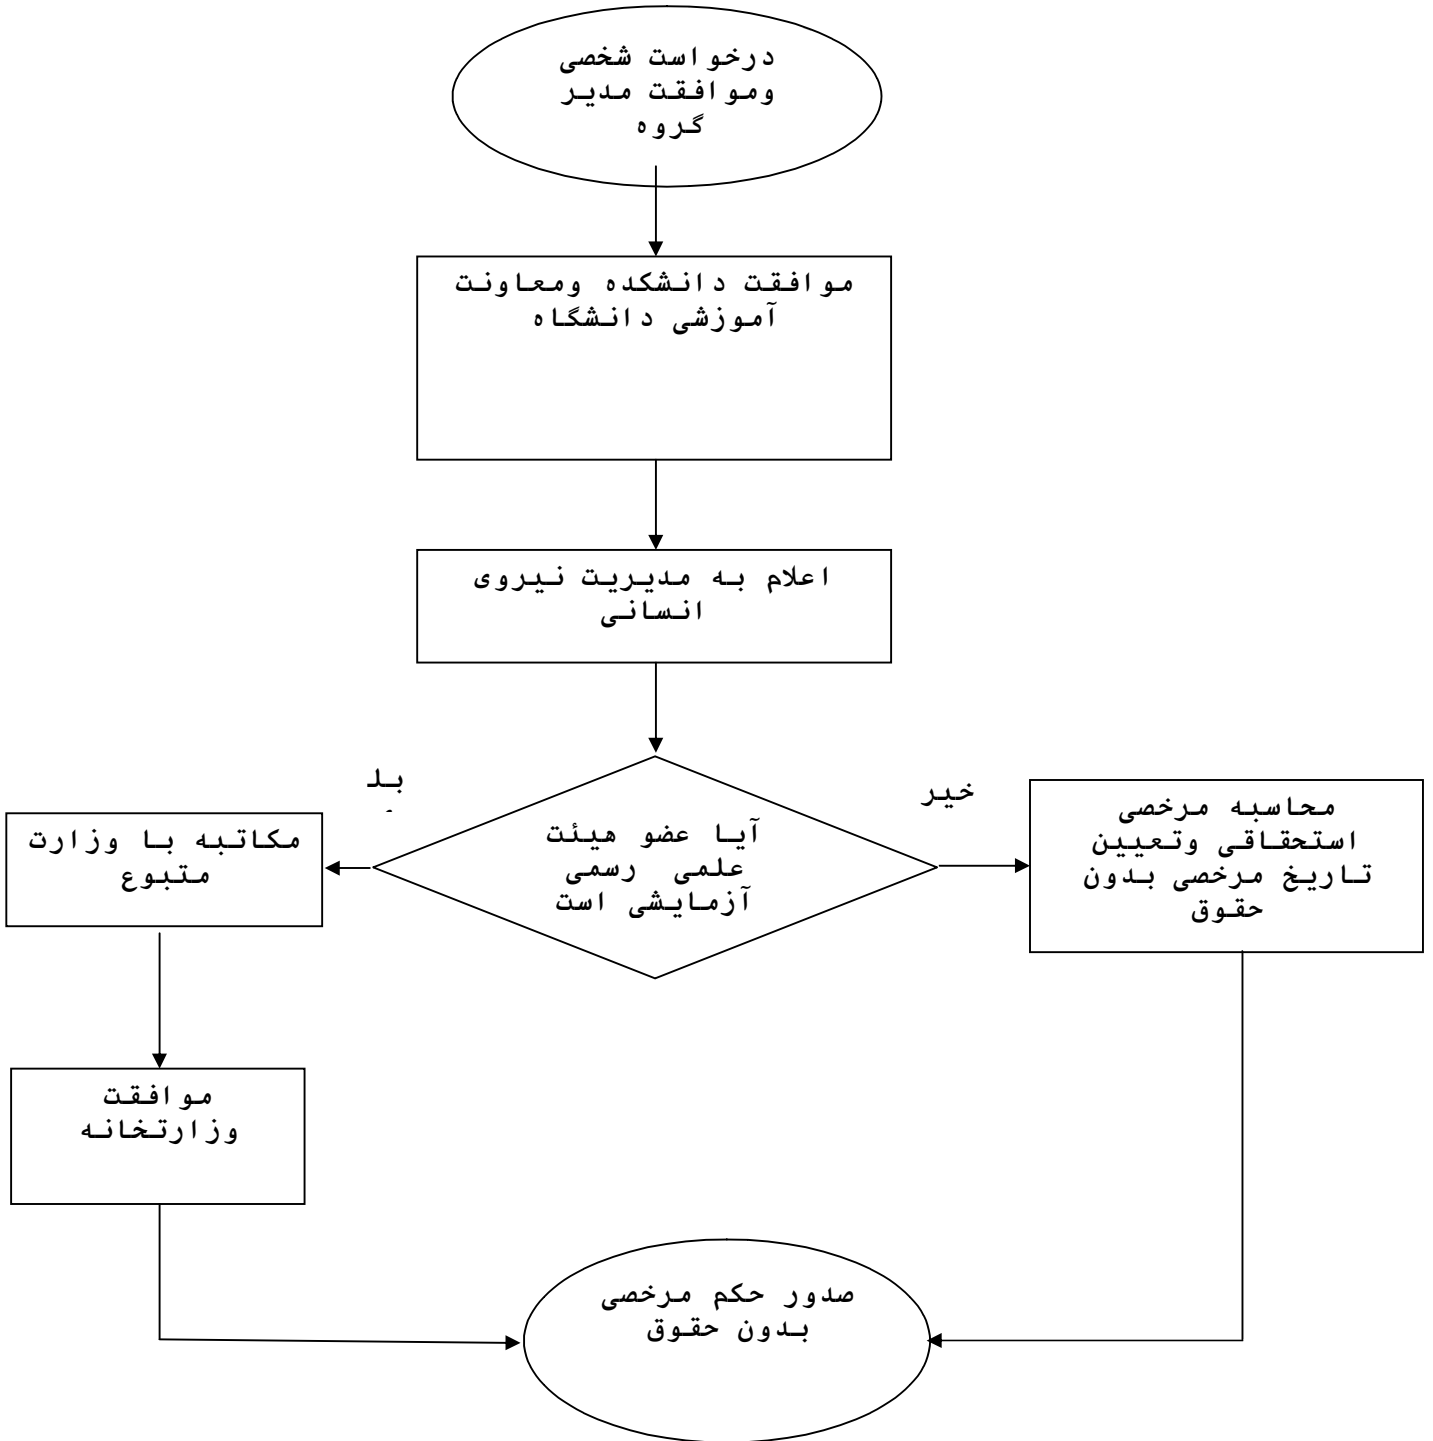 درخواست شخصی
وموافقت مدیر
گروه
موافقت دانشکده ومعاونت
آموزشی دانشگاه
اعلام به مدیریت نیروی
انسانی
خیر
بل
آیا عضو هیئت
علمی رسمی
آزمایشی است
محاسبه مرخصی
استحقاقی وتعیین
تاریخ مرخصی بدون
حقوق
مکاتبه با وزارت
متبوع
موافقت
وزارتخانه
صدور حکم مرخصی
بدون حقوق